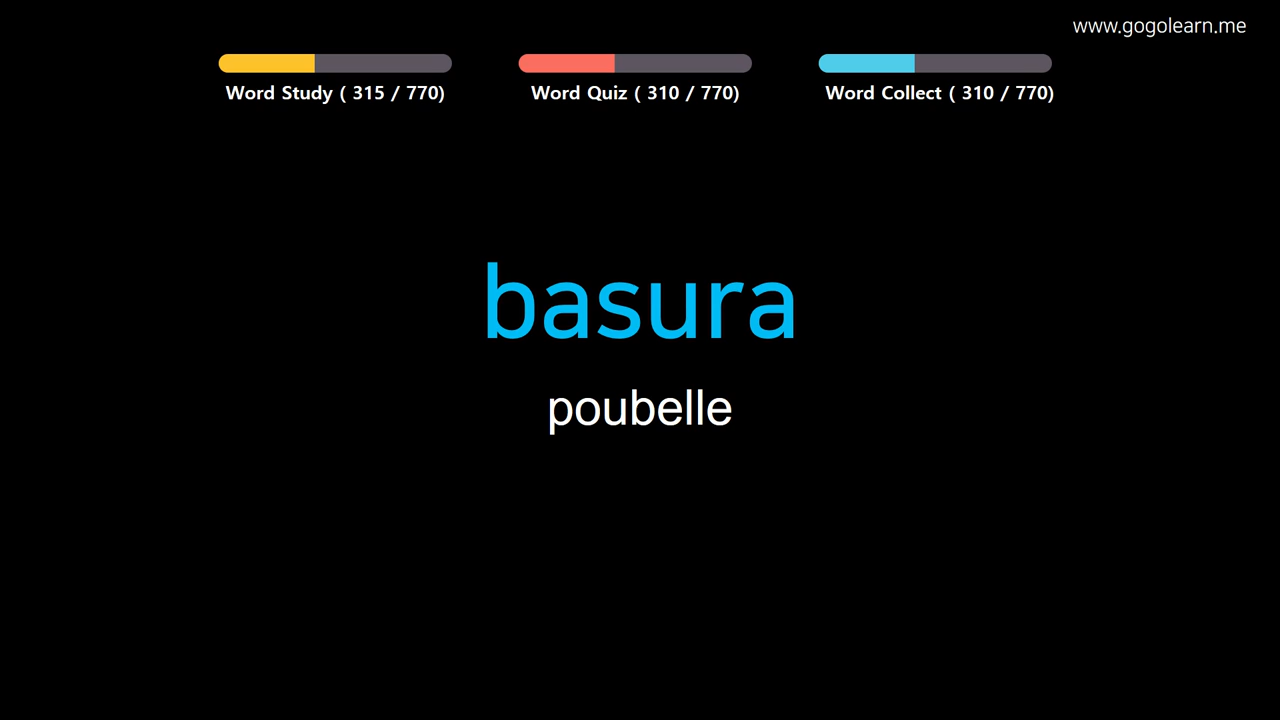 www.gogolearn.me
Word Study ( 315 / 770)
Word Quiz ( 310 / 770)
Word Collect ( 310 / 770)
basura
poubelle